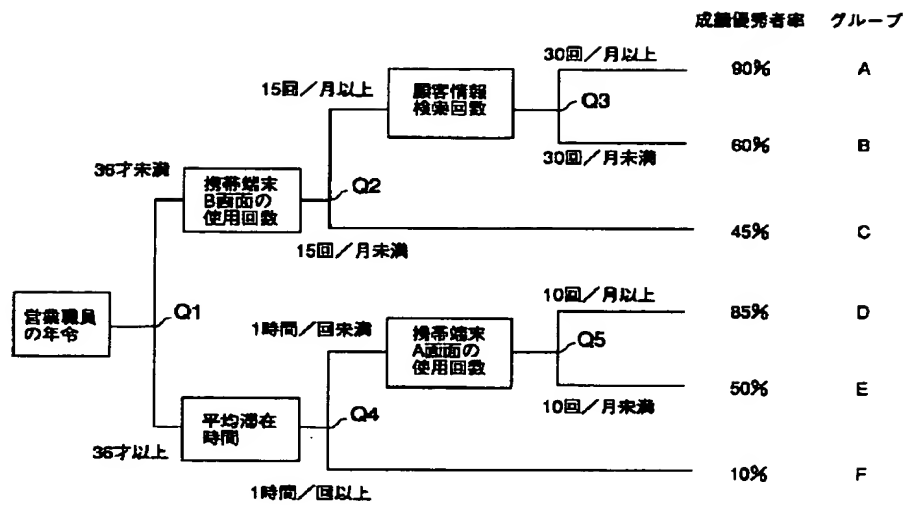 成績優秀者率 グループ
30回／月以上
90% A
15回／月以上
顧客情報
検索回数
Q3
60% B
30回／月未満
36才未満
携帯端末
B画面の
使用回数
Q2
45% C
15回／月未満
営業職員
の年令
Q1
10回／月以上
85% D
1時間／回未満
携帯端末
A画面の
使用回数
Q5
50% E
10回／月未満
平均滞在
時間
Q4
36才以上
10% F
1時間／回以上